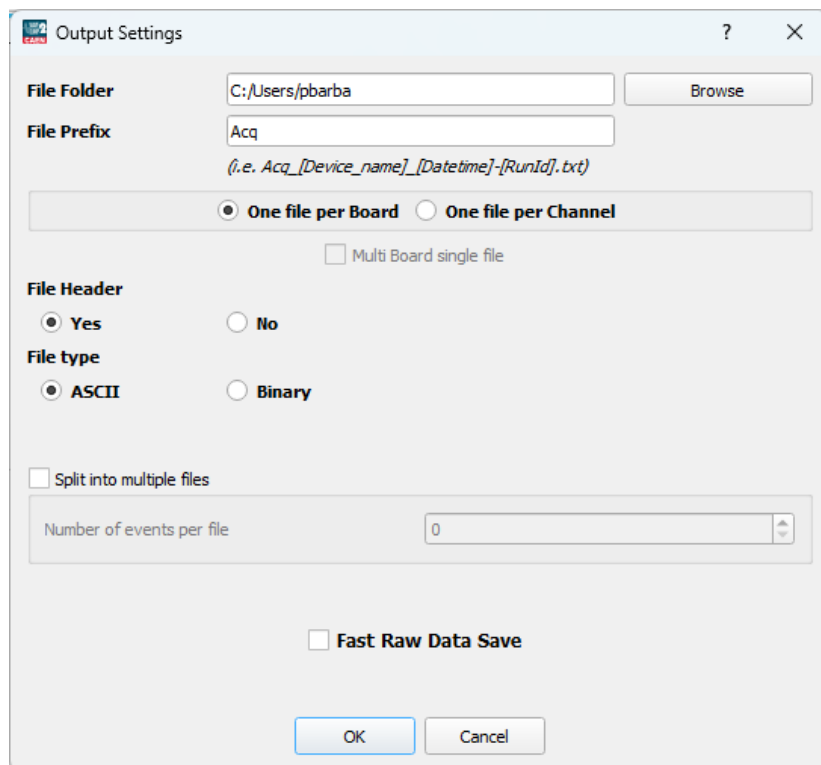 2
CAEN
Output Settings
?
File Folder
C:/Users/pbarba
Browse
File Prefix
Acq
(i.e. Acq_[Device_name]_[Datetime]-[RunId].txt)
One file per Board
One file per Channel
Multi Board single file
File Header
Yes
No
File type
ASCII
Binary
Split into multiple files
Number of events per file
0
Fast Raw Data Save
OK
Cancel